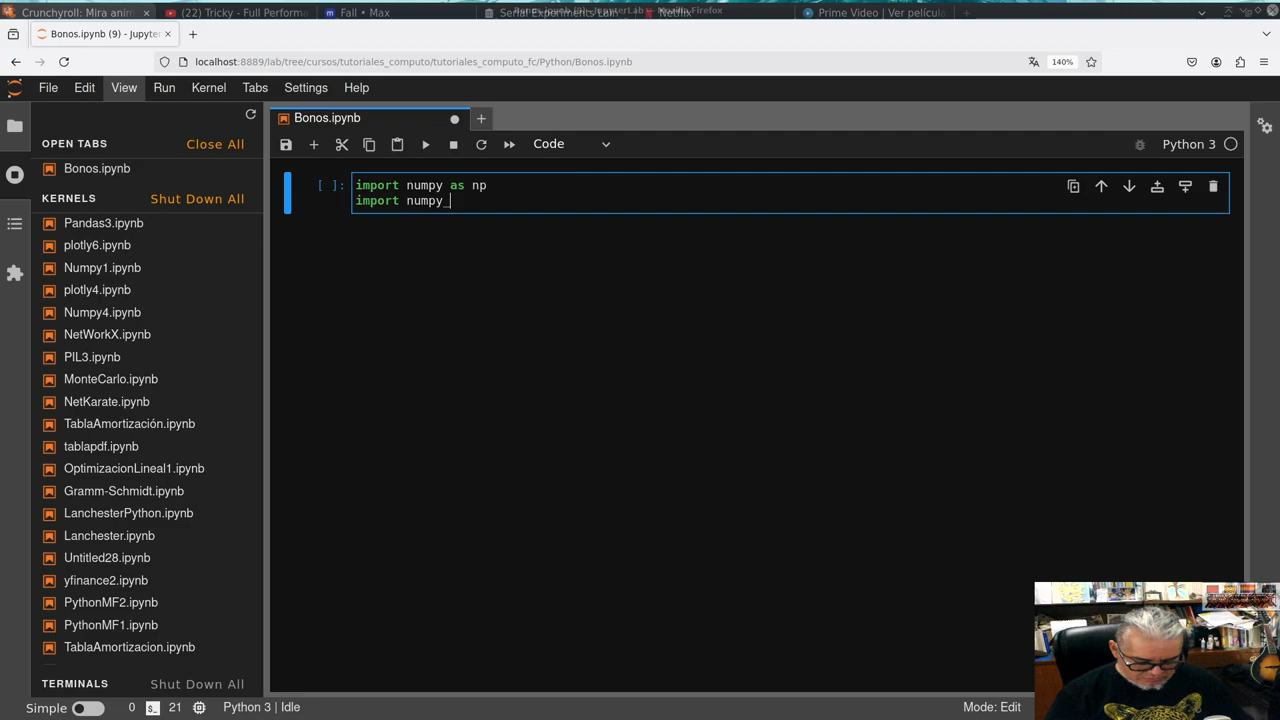 Crunchyroll: Mira anim
(22) Tricky - Full Performa
Fall • Max
Serial Experiments Lain
Netflix
Prime Video | Ver películ
Bonos.ipynb (9) - Jupyte
localhost:8889/lab/tree/cursos/tutoriales_computo/tutoriales_computo_fc/Python/Bonos.ipynb
140%
File Edit View Run Kernel Tabs Settings Help
OPEN TABS Close All
Bonos.ipynb
KERNELS Shut Down All
Pandas3.ipynb
plotly6.ipynb
Numpy1.ipynb
plotly4.ipynb
Numpy4.ipynb
NetWorkX.ipynb
PIL3.ipynb
MonteCarlo.ipynb
NetKarate.ipynb
TablaAmortización.ipynb
tablapdf.ipynb
OptimizacionLineal1.ipynb
Gramm-Schmidt.ipynb
LanchesterPython.ipynb
Lanchester.ipynb
Untitled28.ipynb
yfinance2.ipynb
PythonMF2.ipynb
PythonMF1.ipynb
TablaAmortizacion.ipynb
TERMINALS Shut Down All
Bonos.ipynb
Code
Python 3
[ ]:
import numpy as np
import numpy_
Simple 0 21 Python 3 | Idle
Mode: Edit